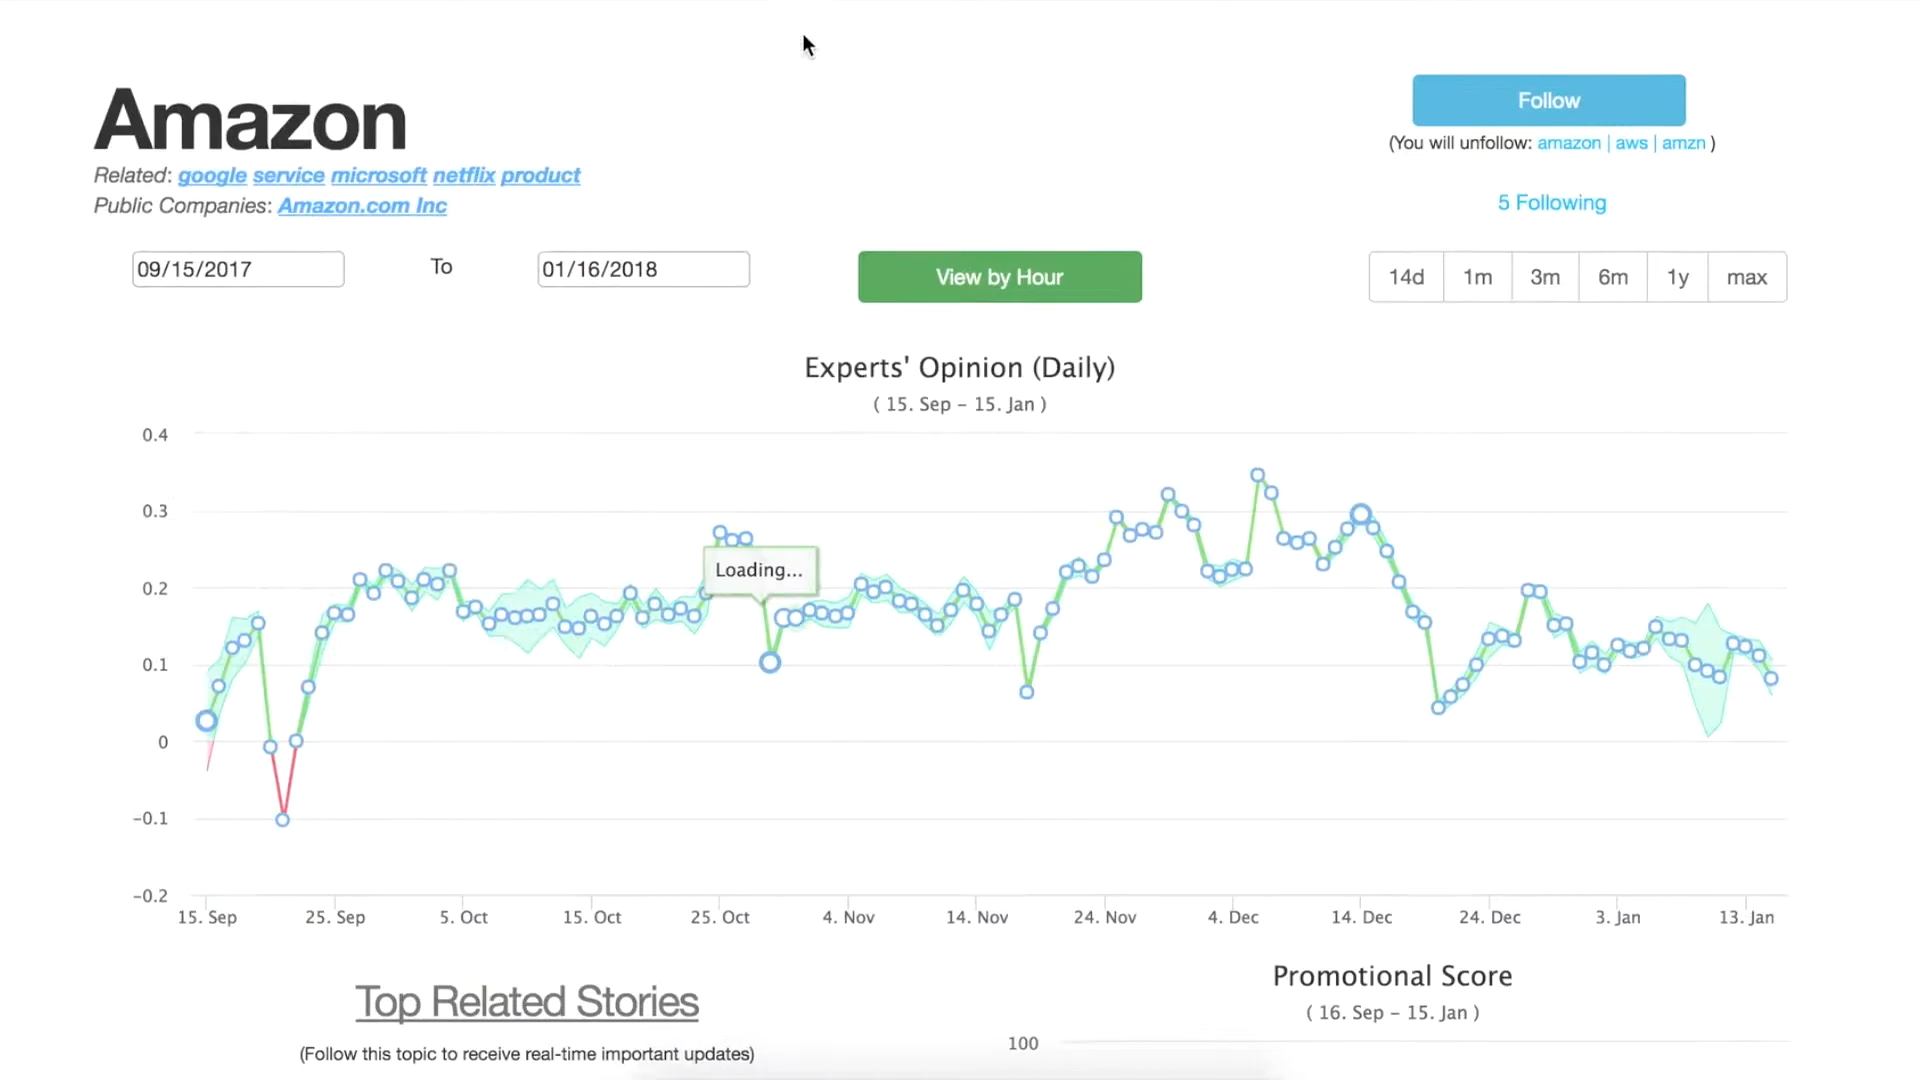 Amazon
Follow
(You will unfollow: amazon | aws | amzn )
Related: google service microsoft netflix product
Public Companies: Amazon.com Inc
5 Following
09/15/2017 To 01/16/2018 View by Hour 14d 1m 3m 6m 1y max
Experts' Opinion (Daily)
( 15. Sep – 15. Jan )
0.4
0.3
0.2
Loading...
0.1
0
−0.1
−0.2
15. Sep 25. Sep 5. Oct 15. Oct 25. Oct 4. Nov 14. Nov 24. Nov 4. Dec 14. Dec 24. Dec 3. Jan 13. Jan
Top Related Stories
(Follow this topic to receive real-time important updates)
Promotional Score
( 16. Sep – 15. Jan )
100